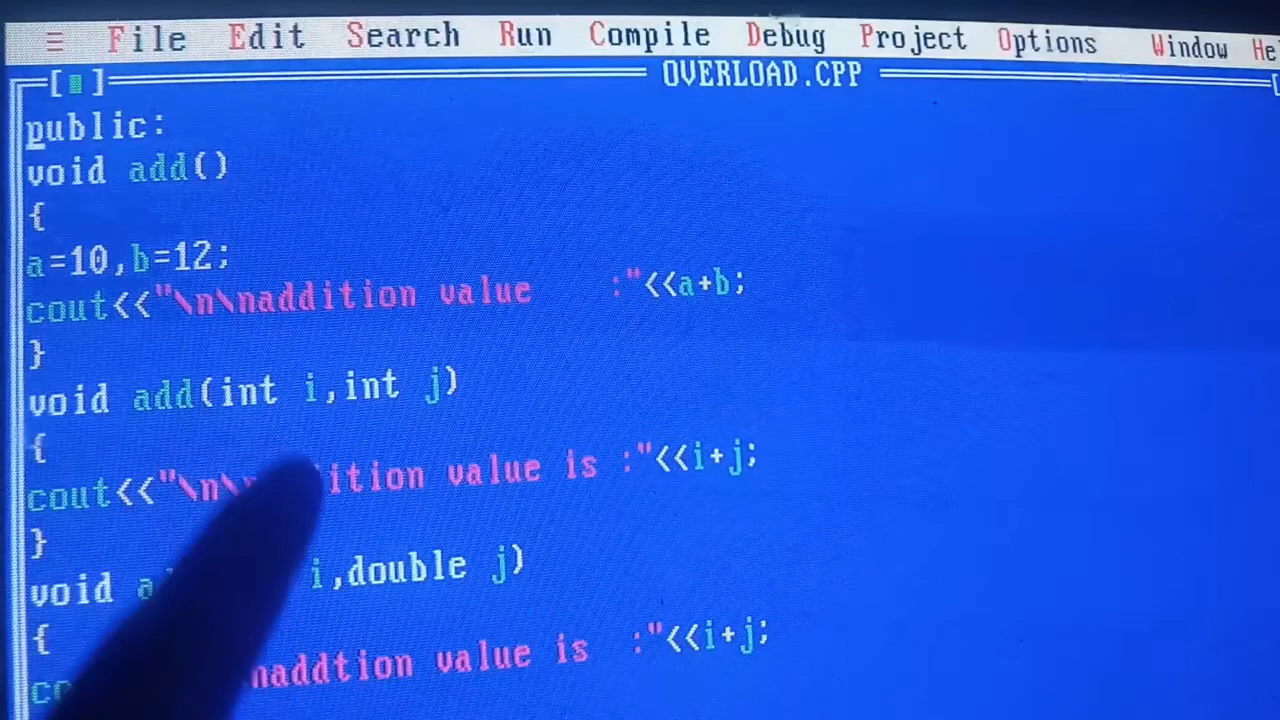 ≡ File Edit Search Run Compile Debug Project Options Window
OVERLOAD.CPP
public:
void add()
{
a=10,b=12;
cout<<"\n\naddition value    :"<<a+b;
}
void add(int i,int j)
{
cout<<"\n\ ition value is :"<<i+j;
}
void i,double j)
{
naddtion value is  :"<<i+j;